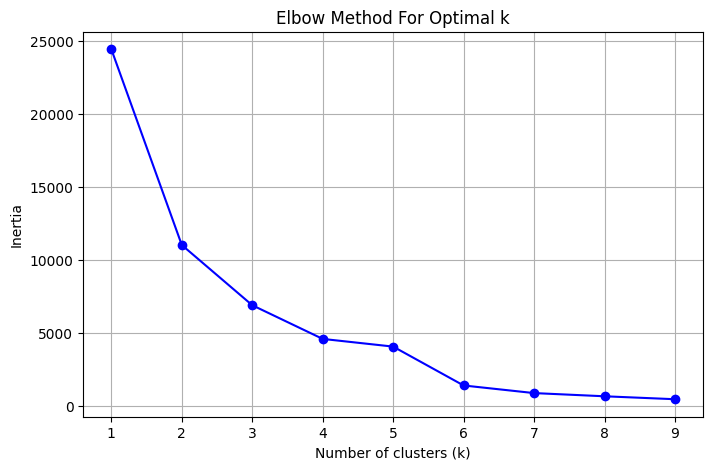 Elbow Method For Optimal k
25000
20000
15000
10000
5000
0
Inertia
1 2 3 4 5 6 7 8 9
Number of clusters (k)